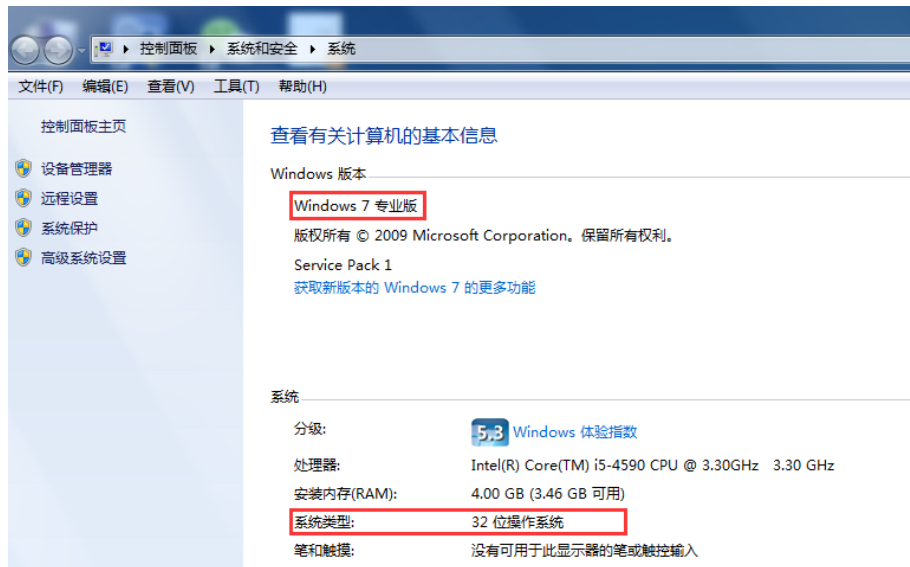 控制面板 ▸ 系统和安全 ▸ 系统
文件(F) 编辑(E) 查看(V) 工具(T) 帮助(H)
控制面板主页
设备管理器
远程设置
系统保护
高级系统设置
查看有关计算机的基本信息
Windows 版本
Windows 7 专业版
版权所有 © 2009 Microsoft Corporation。保留所有权利。
Service Pack 1
获取新版本的 Windows 7 的更多功能
系统
分级: 5.3 Windows 体验指数
处理器: Intel(R) Core(TM) i5-4590 CPU @ 3.30GHz 3.30 GHz
安装内存(RAM): 4.00 GB (3.46 GB 可用)
系统类型: 32 位操作系统
笔和触摸: 没有可用于此显示器的笔或触控输入